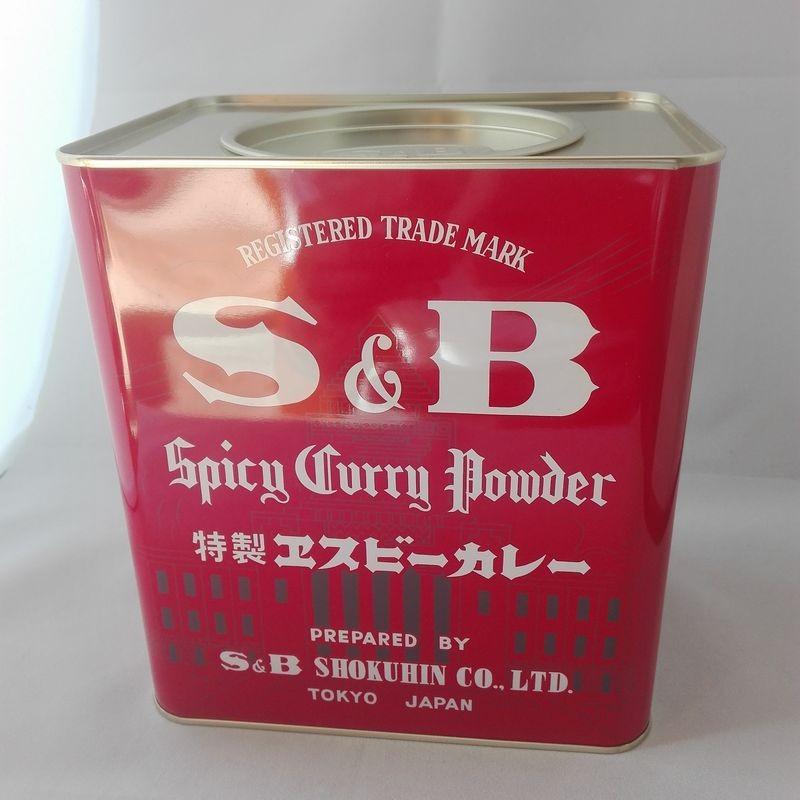 REGISTERED TRADE MARK
S & B
Spicy Curry Powder
特製ヱスビーカレー
PREPARED BY
S&B SHOKUHIN CO., LTD.
TOKYO JAPAN